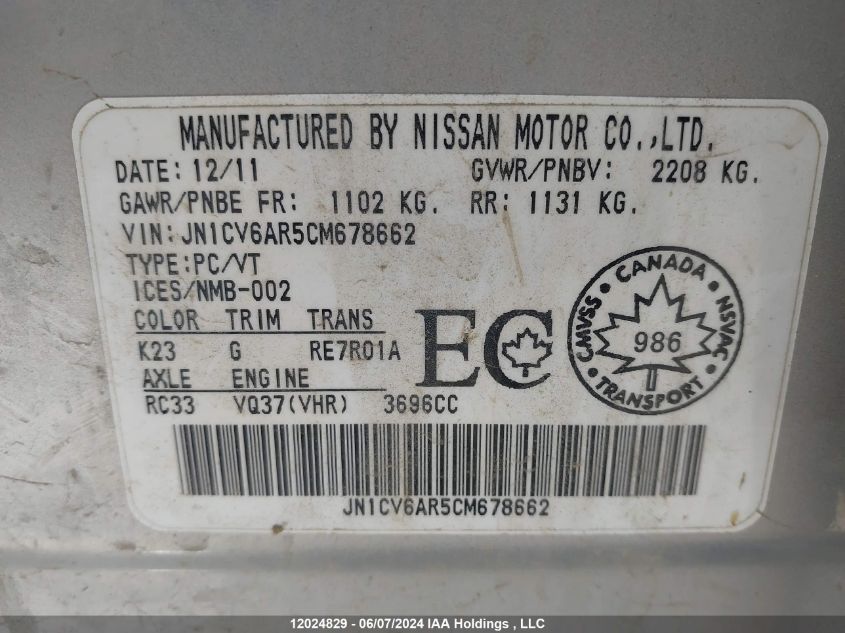 MANUFACTURED BY NISSAN MOTOR CO.,LTD.
DATE: 12/11 GVWR/PNBV: 2208 KG.
GAWR/PNBE FR: 1102 KG. RR: 1131 KG.
VIN: JN1CV6AR5CM678662
TYPE:PC/VT
ICES/NMB-002
COLOR TRIM TRANS
K23 G RE7R01A
AXLE ENGINE
RC33 VQ37(VHR) 3696CC
EC
CANADA
CMVSS
NSVAC
986
TRANSPORT
JN1CV6AR5CM678662
12024829 - 06/07/2024 IAA Holdings , LLC